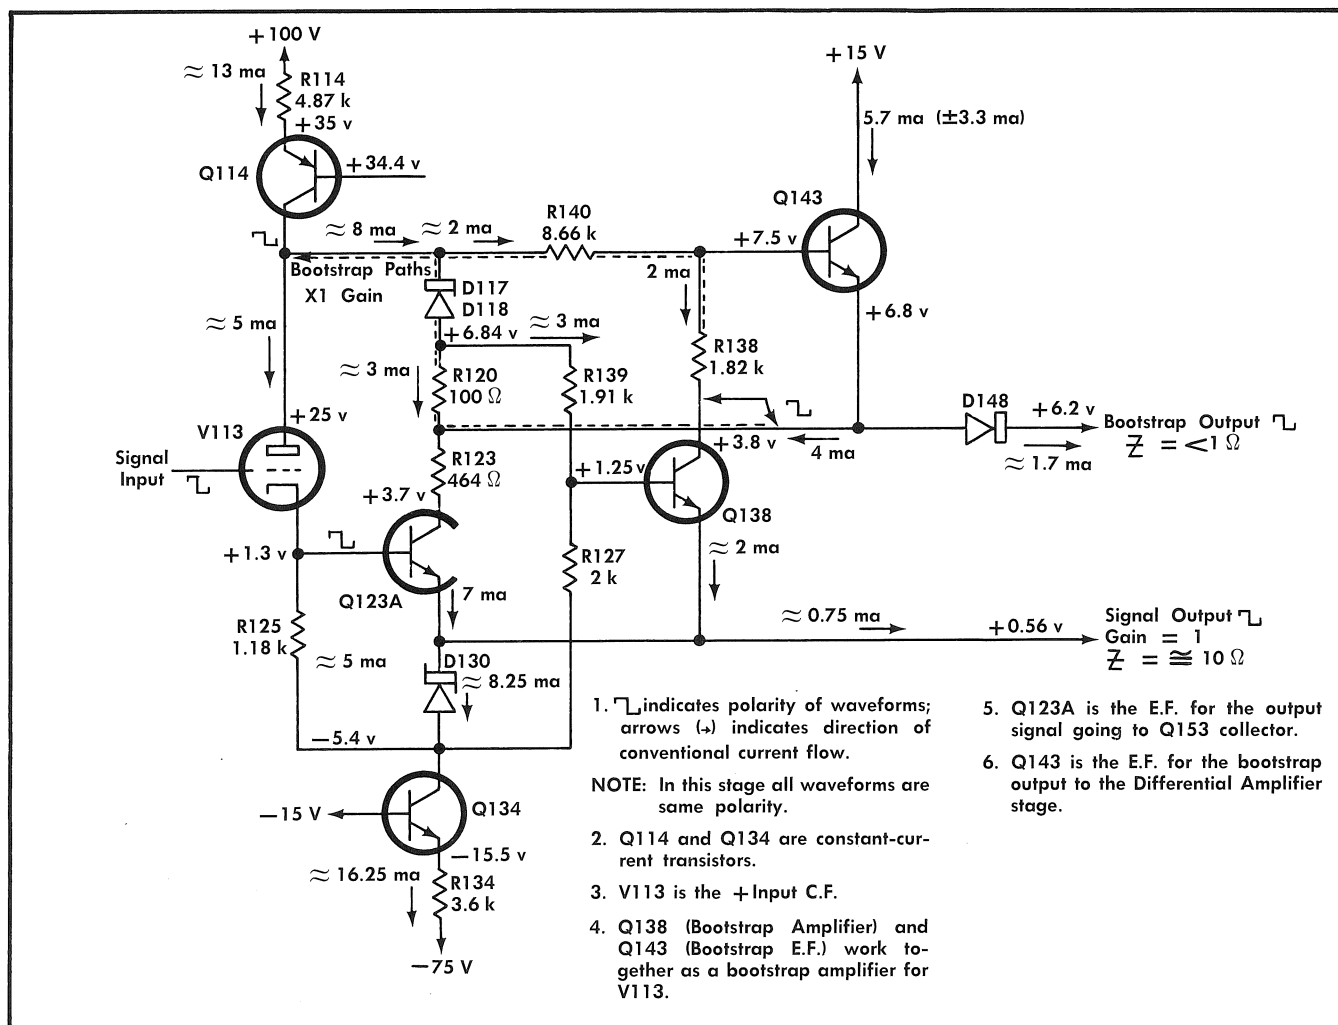 +100 V
≈ 13 ma
R114
4.87 k
+35 v
Q114
+34.4 v
≈ 8 ma
≈ 2 ma
R140
8.66 k
+15 V
5.7 ma (±3.3 ma)
Q143
+7.5 v
+6.8 v
Bootstrap Paths
X1 Gain
D117
D118
2 ma
≈ 5 ma
+6.84 v
≈ 3 ma
≈ 3 ma
R120
100 Ω
R139
1.91 k
R138
1.82 k
+25 v
V113
Signal
Input
R123
464 Ω
+3.7 v
+1.25 v
+3.8 v
4 ma
D148
+6.2 v
≈ 1.7 ma
Bootstrap Output
Z = <1 Ω
Q138
+1.3 v
Q123A
7 ma
R127
2 k
≈ 2 ma
R125
1.18 k
≈ 5 ma
≈ 0.75 ma
+0.56 v
Signal Output
Gain = 1
Z = ≅ 10 Ω
D130
≈ 8.25 ma
−5.4 v
−15 V
Q134
−15.5 v
≈ 16.25 ma
R134
3.6 k
−75 V
1. indicates polarity of waveforms;
arrows (→) indicates direction of
conventional current flow.
NOTE: In this stage all waveforms are
same polarity.
2. Q114 and Q134 are constant-cur-
rent transistors.
3. V113 is the +Input C.F.
4. Q138 (Bootstrap Amplifier) and
Q143 (Bootstrap E.F.) work to-
gether as a bootstrap amplifier for
V113.
5. Q123A is the E.F. for the output
signal going to Q153 collector.
6. Q143 is the E.F. for the bootstrap
output to the Differential Amplifier
stage.